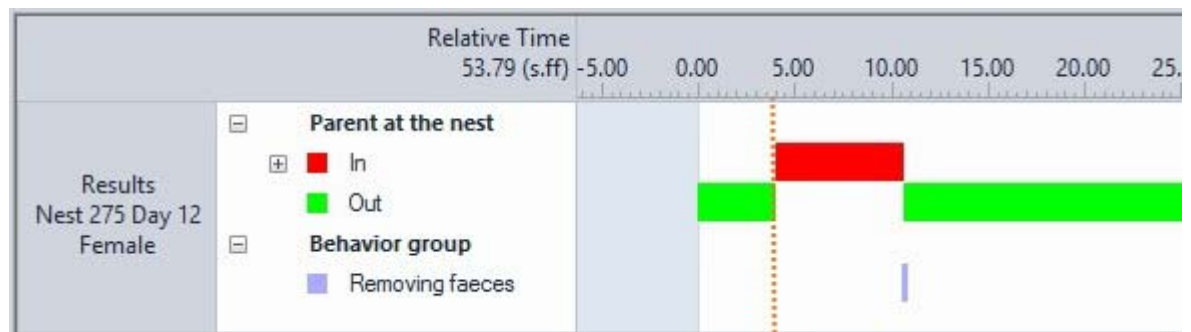 Relative Time
53.79 (s.ff) -5.00 0.00 5.00 10.00 15.00 20.00 25.
Results
Nest 275 Day 12
Female
Parent at the nest
In
Out
Behavior group
Removing faeces